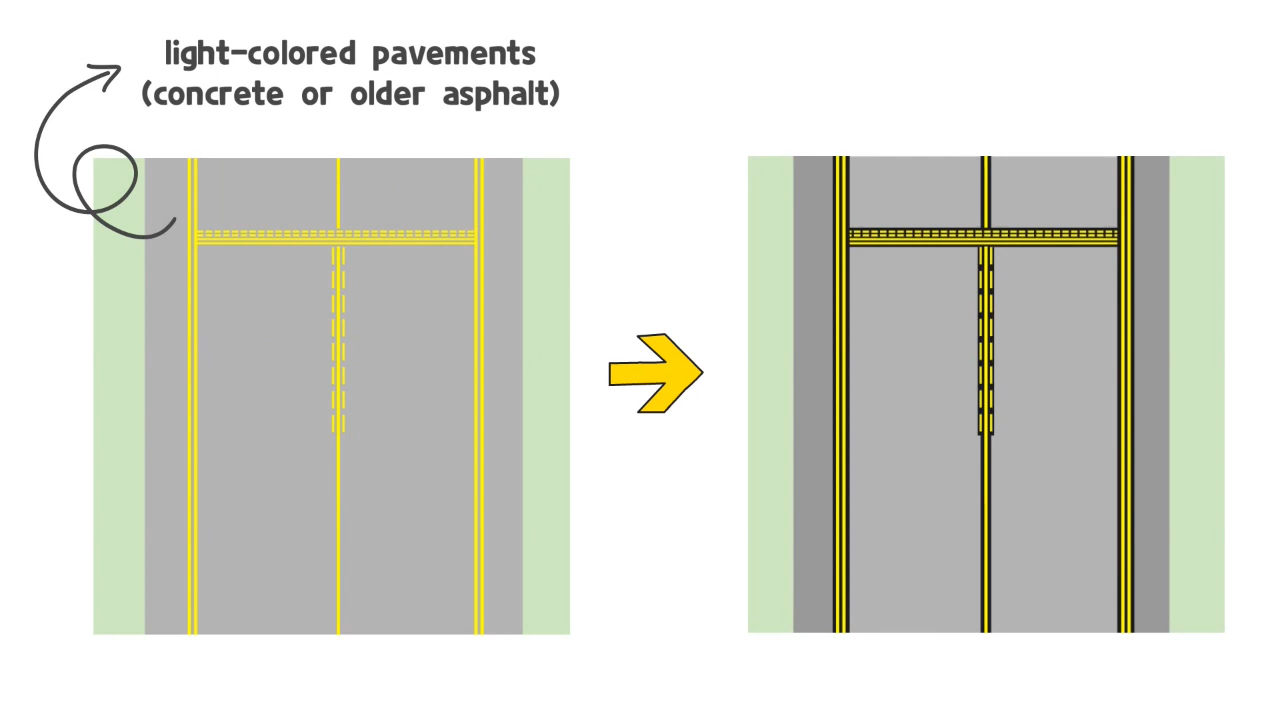 light-colored pavements
(concrete or older asphalt)